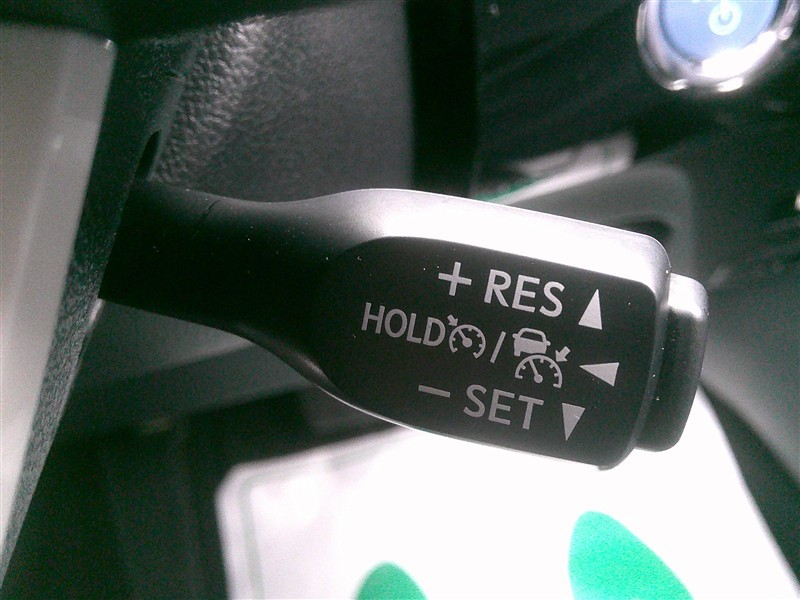 + RES
HOLD /
− SET